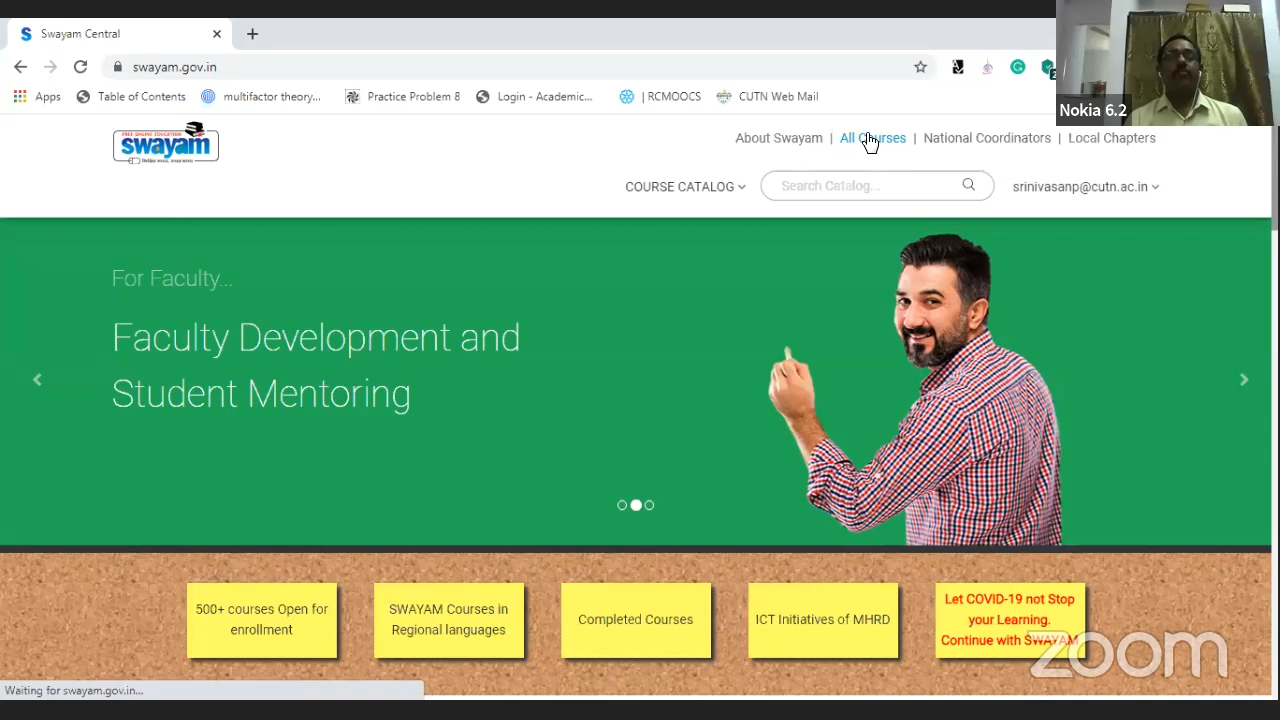 Swayam Central
swayam.gov.in
Apps
Table of Contents
multifactor theory...
Practice Problem 8
Login - Academic...
| RCMOOCS
CUTN Web Mail
Nokia 6.2
FREE ONLINE EDUCATION
swayam
About Swayam | All Courses | National Coordinators | Local Chapters
COURSE CATALOG
Search Catalog...
srinivasanp@cutn.ac.in
For Faculty...
Faculty Development and
Student Mentoring
500+ courses Open for
enrollment
SWAYAM Courses in
Regional languages
Completed Courses
ICT Initiatives of MHRD
Let COVID-19 not Stop
your Learning.
Continue with SWAYAM
zoom
Waiting for swayam.gov.in...